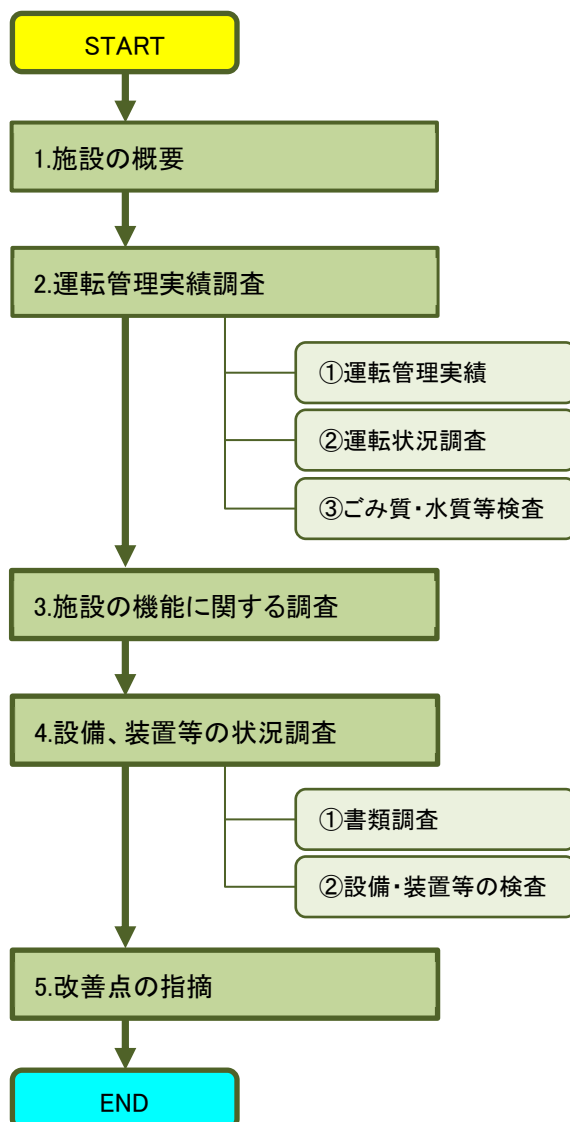 START
1.施設の概要
2.運転管理実績調査
①運転管理実績
②運転状況調査
③ごみ質・水質等検査
3.施設の機能に関する調査
4.設備、装置等の状況調査
①書類調査
②設備・装置等の検査
5.改善点の指摘
END